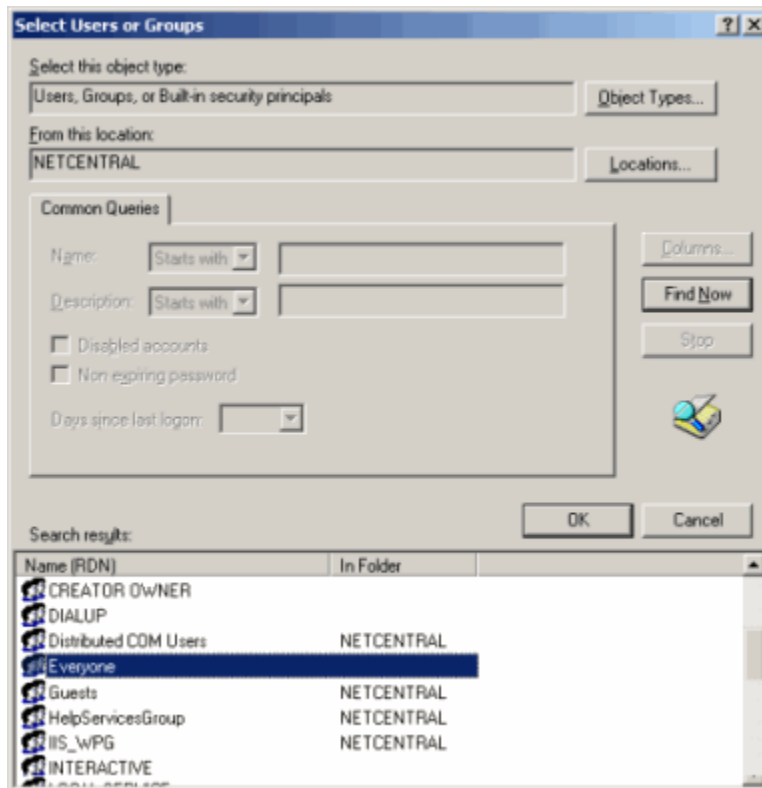 Select Users or Groups
Select this object type:
Users, Groups, or Built-in security principals
Object Types...
From this location:
NETCENTRAL
Locations...
Common Queries
Name: Starts with
Columns...
Description: Starts with
Find Now
Disabled accounts
Stop
Non expiring password
Days since last logon:
OK Cancel
Search results:
Name (RDN) In Folder
CREATOR OWNER
DIALUP
Distributed COM Users NETCENTRAL
Everyone
Guests NETCENTRAL
HelpServicesGroup NETCENTRAL
IIS_WPG NETCENTRAL
INTERACTIVE